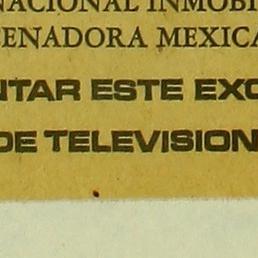 NACIONAL INMOBI
ENADORA MEXICA
NTAR ESTE EXC
DE TELEVISION